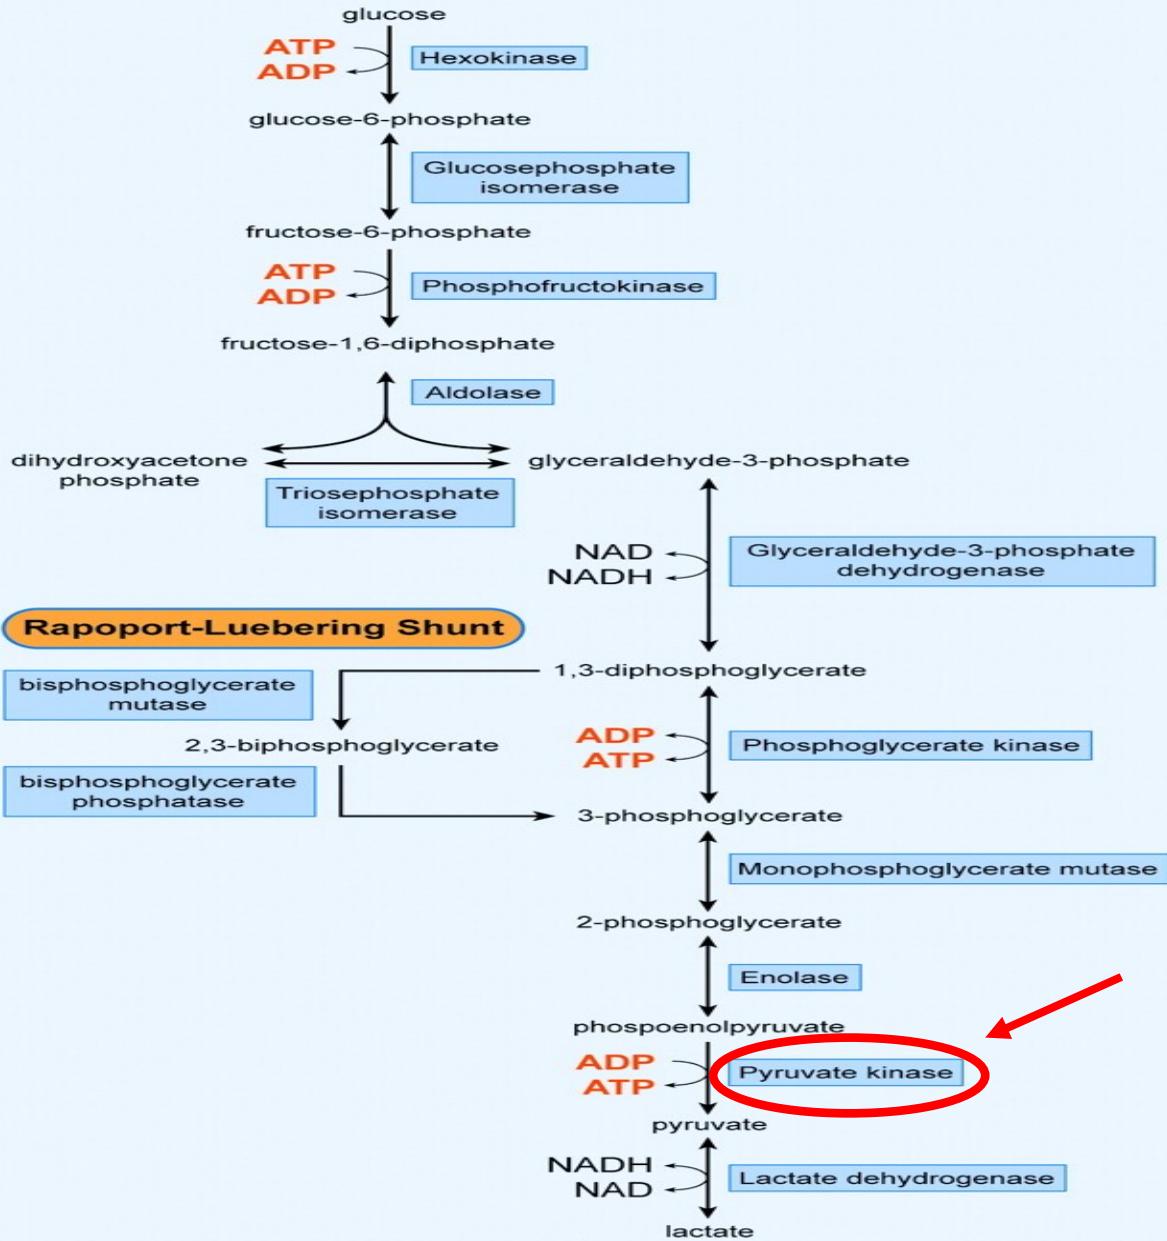 glucose
ATP
ADP
Hexokinase
glucose-6-phosphate
Glucosephosphate
isomerase
fructose-6-phosphate
ATP
ADP
Phosphofructokinase
fructose-1,6-diphosphate
Aldolase
dihydroxyacetone
phosphate
glyceraldehyde-3-phosphate
Triosephosphate
isomerase
NAD
NADH
Glyceraldehyde-3-phosphate
dehydrogenase
Rapoport-Luebering Shunt
1,3-diphosphoglycerate
bisphosphoglycerate
mutase
2,3-biphosphoglycerate
ADP
ATP
Phosphoglycerate kinase
bisphosphoglycerate
phosphatase
3-phosphoglycerate
Monophosphoglycerate mutase
2-phosphoglycerate
Enolase
phospoenolpyruvate
ADP
ATP
Pyruvate kinase
pyruvate
NADH
NAD
Lactate dehydrogenase
lactate